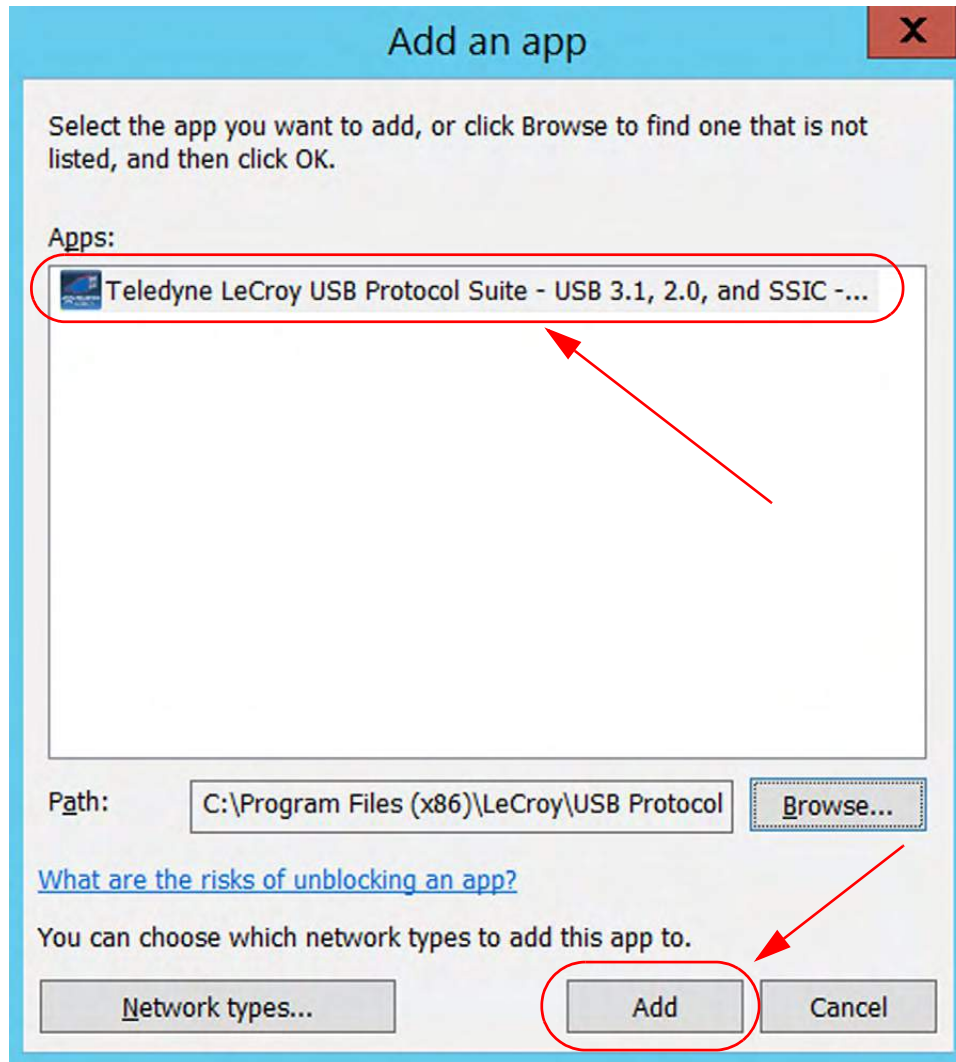 Add an app
X
Select the app you want to add, or click Browse to find one that is not
listed, and then click OK.
Apps:
Teledyne LeCroy USB Protocol Suite - USB 3.1, 2.0, and SSIC -...
Path:
C:\Program Files (x86)\LeCroy\USB Protocol
Browse...
What are the risks of unblocking an app?
You can choose which network types to add this app to.
Network types...
Add
Cancel